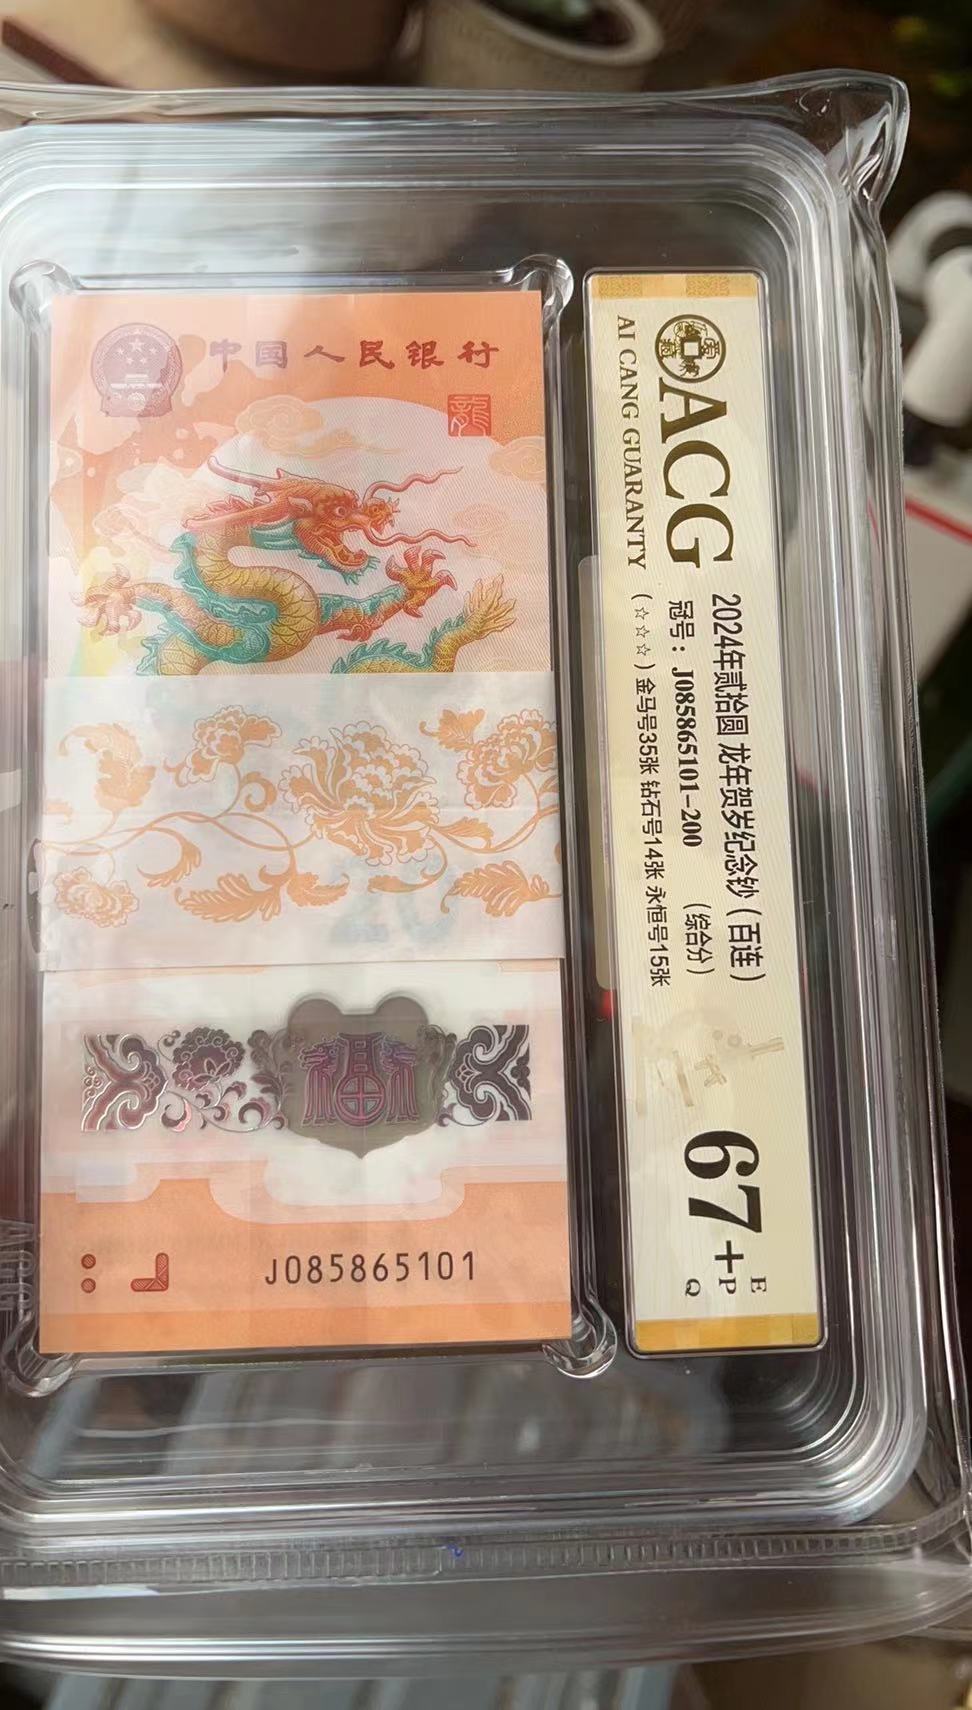 中国人民银行
龍
福
J085865101
ACG
AI CANG GUARANTY
2024年贰拾圆 龙年贺岁纪念钞（百连）
冠号：J085865101-200 （综合分）
（☆☆☆）金马号35张 钻石号14张 永恒号15张
67+
E
P
Q